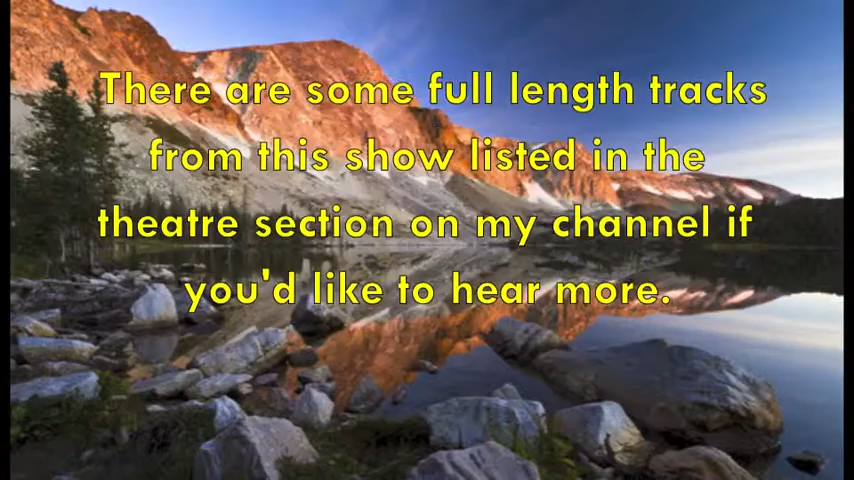 There are some full length tracks
from this show listed in the
theatre section on my channel if
you'd like to hear more.